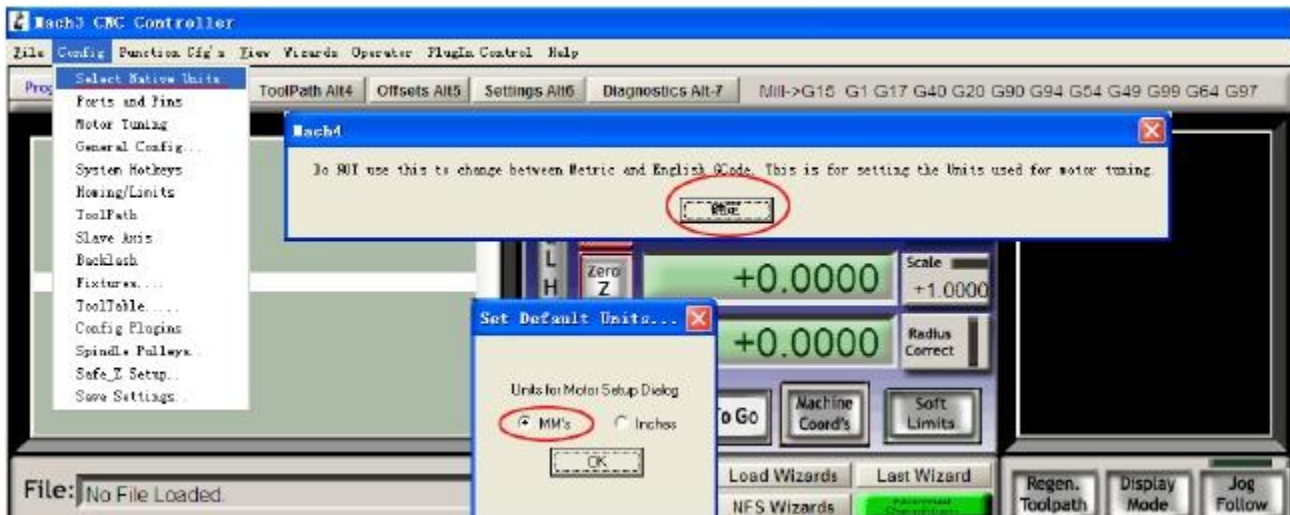 Mach3 CNC Controller
File Config Function Cfg's View Wizards Operator PlugIn Control Help
Select Native Units
Ports and Pins
Motor Tuning
General Config...
System Hotkeys
Homing/Limits
ToolPath
Slave Axis
Backlash
Fixtures....
ToolTable.....
Config Plugins
Spindle Pulleys..
Safe_Z Setup..
Save Settings..
ToolPath Alt4 Offsets Alt5 Settings Alt6 Diagnostics Alt-7 Mill->G15 G1 G17 G40 G20 G90 G94 G54 G49 G99 G64 G97
Mach4
Do NOT use this to change between Metric and English GCode. This is for setting the Units used for motor tuning.
确定
L
H
Zero
Z
+0.0000
Scale
+1.0000
+0.0000
Radius
Correct
Set Default Units...
Units for Motor Setup Dialog
MM's Inches
OK
To Go
Machine
Coord's
Soft
Limits
File: No File Loaded.
Load Wizards Last Wizard
NFS Wizards
Regen.
Toolpath
Display
Mode
Jog
Follow